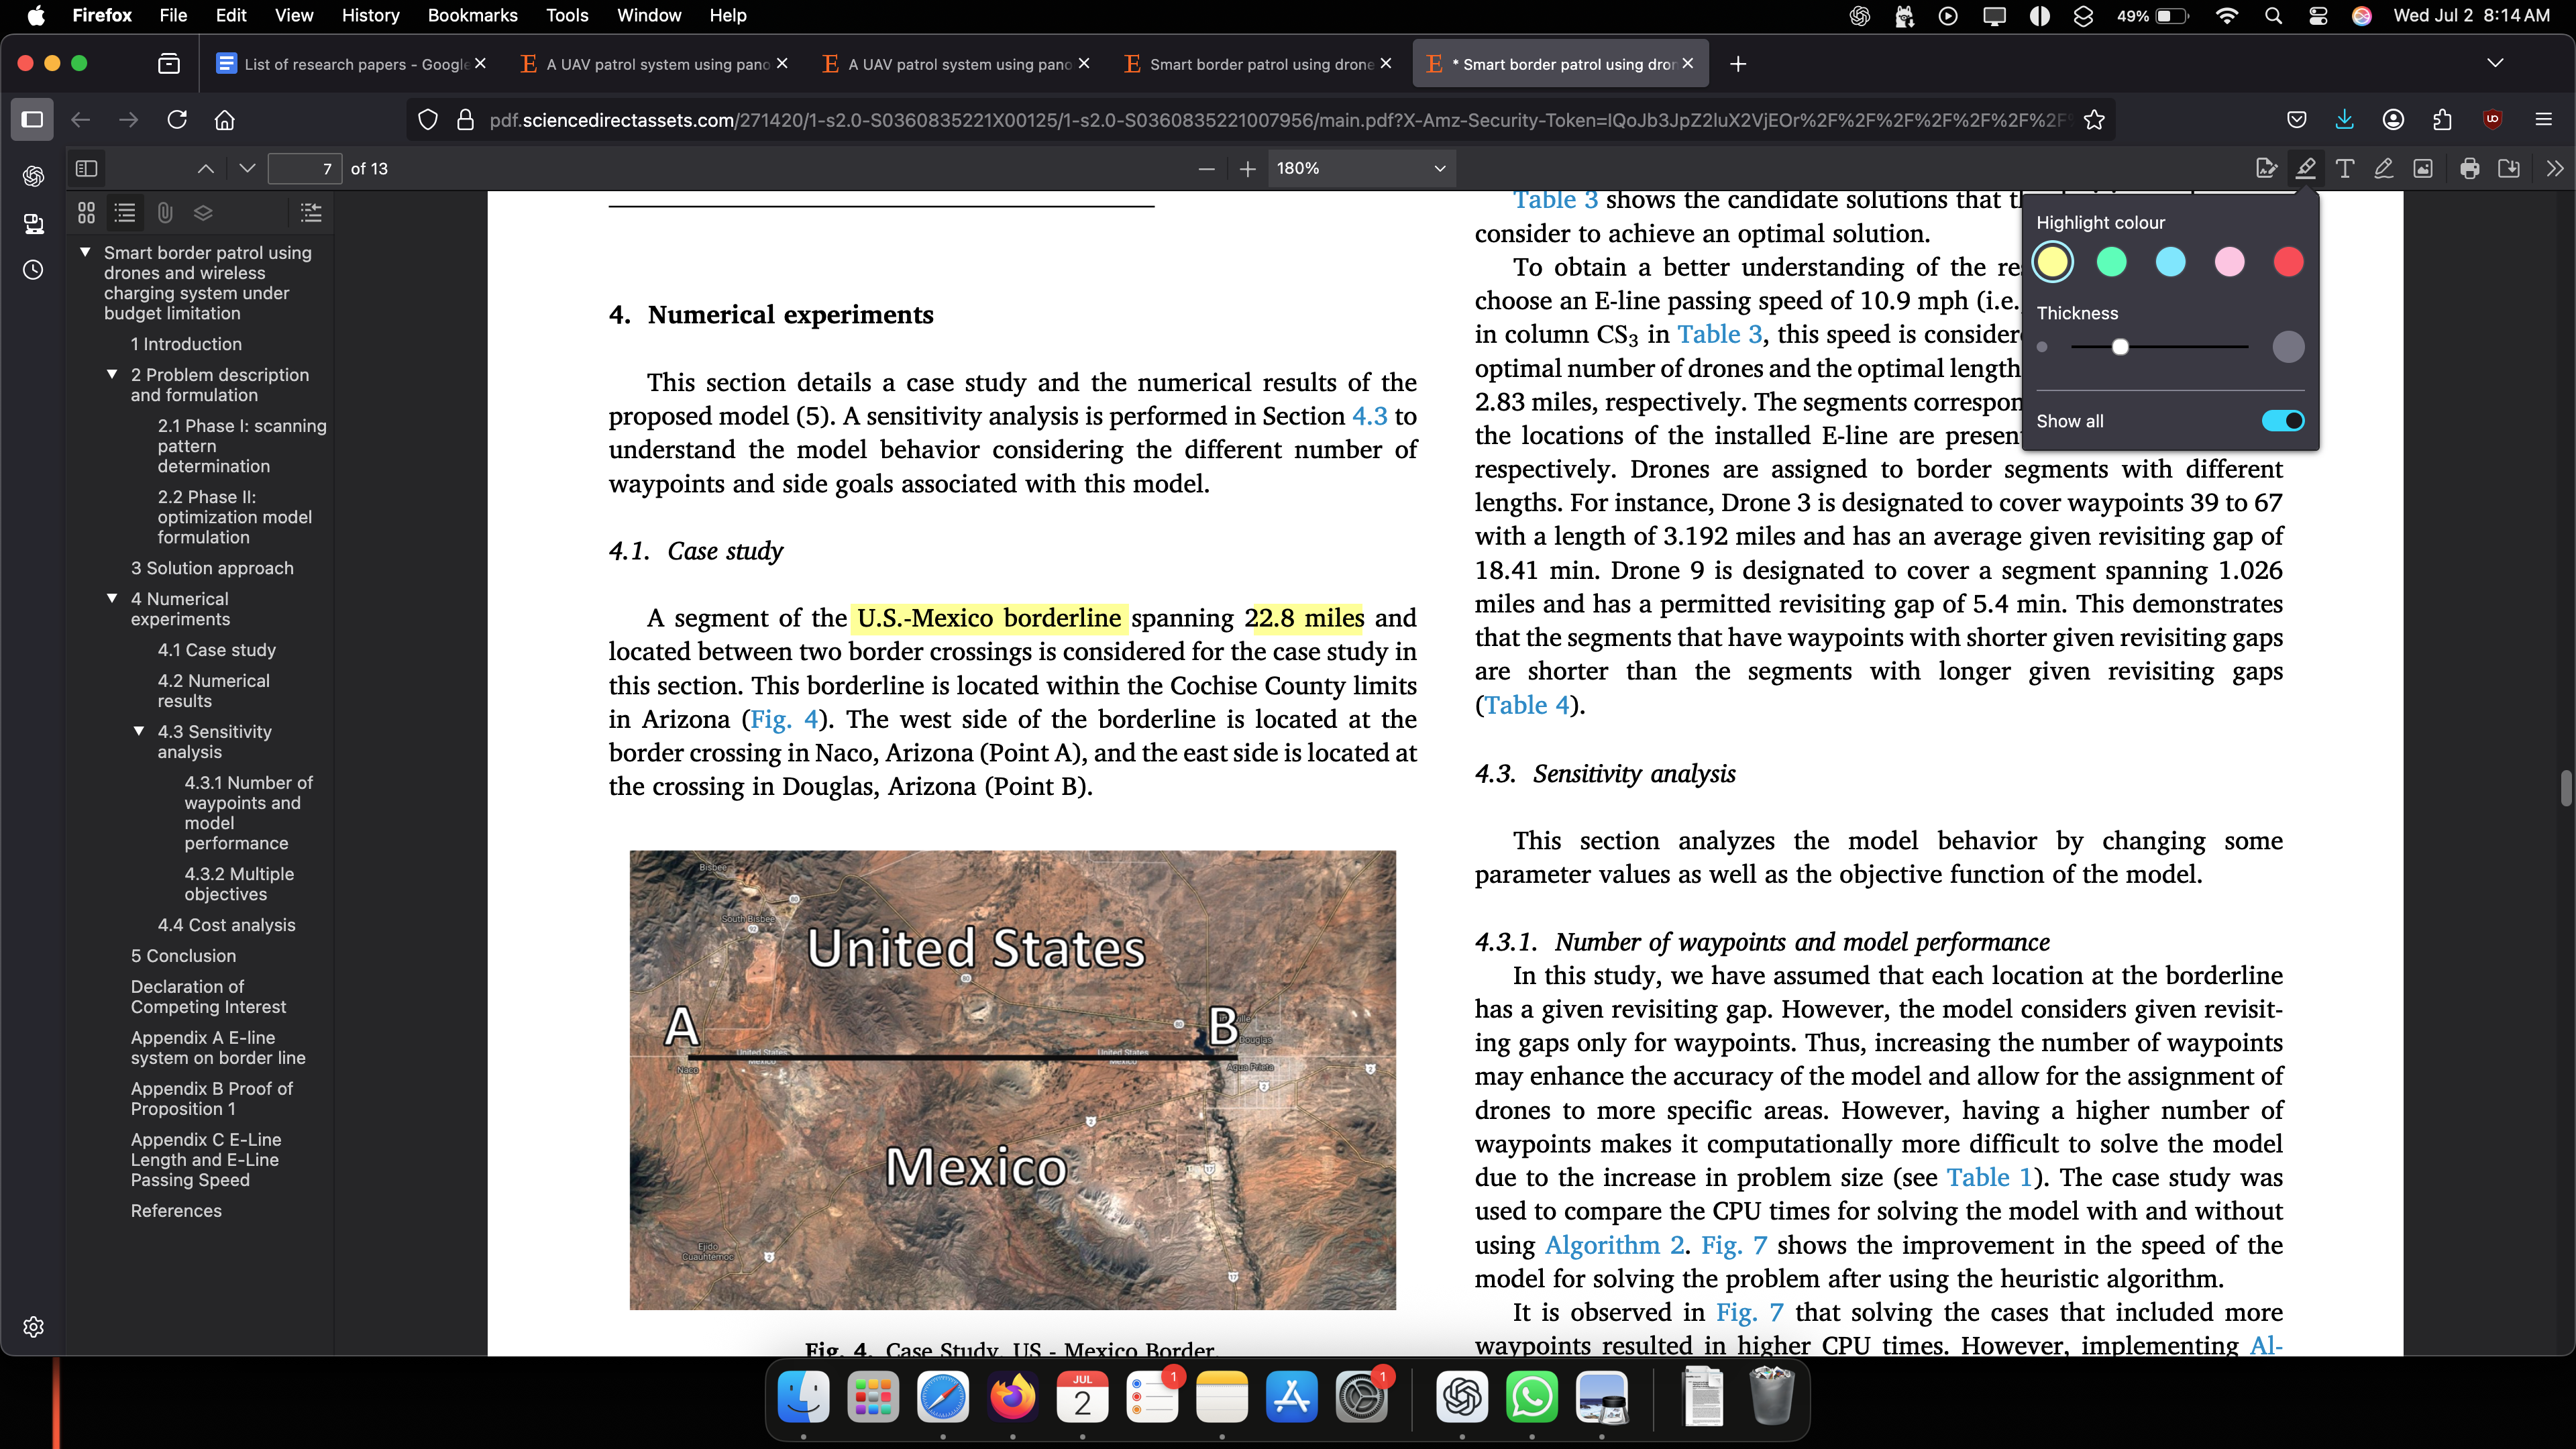 Firefox File Edit View History Bookmarks Tools Window Help 49% Wed Jul 2 8:14 AM
List of research papers - Google
A UAV patrol system using pano
A UAV patrol system using pano
Smart border patrol using drone
* Smart border patrol using dron
pdf.sciencedirectassets.com/271420/1-s2.0-S0360835221X00125/1-s2.0-S0360835221007956/main.pdf?X-Amz-Security-Token=IQoJb3JpZ2luX2VjEOr%2F%2F%2F%2F%2F%2F%2F%2F
7 of 13
180%
Smart border patrol using
drones and wireless
charging system under
budget limitation
1 Introduction
2 Problem description
and formulation
2.1 Phase I: scanning
pattern
determination
2.2 Phase II:
optimization model
formulation
3 Solution approach
4 Numerical
experiments
4.1 Case study
4.2 Numerical
results
4.3 Sensitivity
analysis
4.3.1 Number of
waypoints and
model
performance
4.3.2 Multiple
objectives
4.4 Cost analysis
5 Conclusion
Declaration of
Competing Interest
Appendix A E-line
system on border line
Appendix B Proof of
Proposition 1
Appendix C E-Line
Length and E-Line
Passing Speed
References
4. Numerical experiments
This section details a case study and the numerical results of the
proposed model (5). A sensitivity analysis is performed in Section 4.3 to
understand the model behavior considering the different number of
waypoints and side goals associated with this model.
4.1. Case study
A segment of the U.S.-Mexico borderline spanning 22.8 miles and
located between two border crossings is considered for the case study in
this section. This borderline is located within the Cochise County limits
in Arizona (Fig. 4). The west side of the borderline is located at the
border crossing in Naco, Arizona (Point A), and the east side is located at
the crossing in Douglas, Arizona (Point B).
Bisbee
South Bisbee
United States
A
B
Douglas
United States
Mexico
United States
Mexico
Naco
Agua Prieta
Mexico
Ejido
Cuauhtémoc
Fig. 4. Case Study, US - Mexico Border.
Table 3 shows the candidate solutions that
consider to achieve an optimal solution.
To obtain a better understanding of the
choose an E-line passing speed of 10.9 mph (i.e.,
in column CS3 in Table 3, this speed is
optimal number of drones and the optimal length
2.83 miles, respectively. The segments
the locations of the installed E-line are
respectively. Drones are assigned to border segments with different
lengths. For instance, Drone 3 is designated to cover waypoints 39 to 67
with a length of 3.192 miles and has an average given revisiting gap of
18.41 min. Drone 9 is designated to cover a segment spanning 1.026
miles and has a permitted revisiting gap of 5.4 min. This demonstrates
that the segments that have waypoints with shorter given revisiting gaps
are shorter than the segments with longer given revisiting gaps
(Table 4).
4.3. Sensitivity analysis
This section analyzes the model behavior by changing some
parameter values as well as the objective function of the model.
4.3.1. Number of waypoints and model performance
In this study, we have assumed that each location at the borderline
has a given revisiting gap. However, the model considers given revisit-
ing gaps only for waypoints. Thus, increasing the number of waypoints
may enhance the accuracy of the model and allow for the assignment of
drones to more specific areas. However, having a higher number of
waypoints makes it computationally more difficult to solve the model
due to the increase in problem size (see Table 1). The case study was
used to compare the CPU times for solving the model with and without
using Algorithm 2. Fig. 7 shows the improvement in the speed of the
model for solving the problem after using the heuristic algorithm.
It is observed in Fig. 7 that solving the cases that included more
waypoints resulted in higher CPU times. However, implementing Al-
Highlight colour
Thickness
Show all
JUL
2
1
1